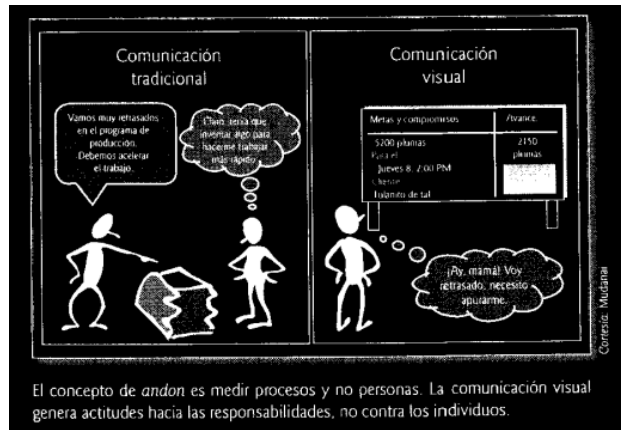 Comunicación
tradicional
Vamos muy retrasados
en el programa de
producción.
Debemos acelerar
el trabajo.
Claro, tenía que
inventar algo para
hacerme trabajar
más rápido
Comunicación
visual
Metas y compromisos
Avance
5200 plumas
Para el
Jueves 8, 2:00 PM
Cliente
Fulanito de tal
2150
plumas
¡Ay, mamá! Voy
retrasado, necesito
apurarme.
Cortesía: Mudanai
El concepto de andon es medir procesos y no personas. La comunicación visual
genera actitudes hacia las responsabilidades, no contra los individuos.